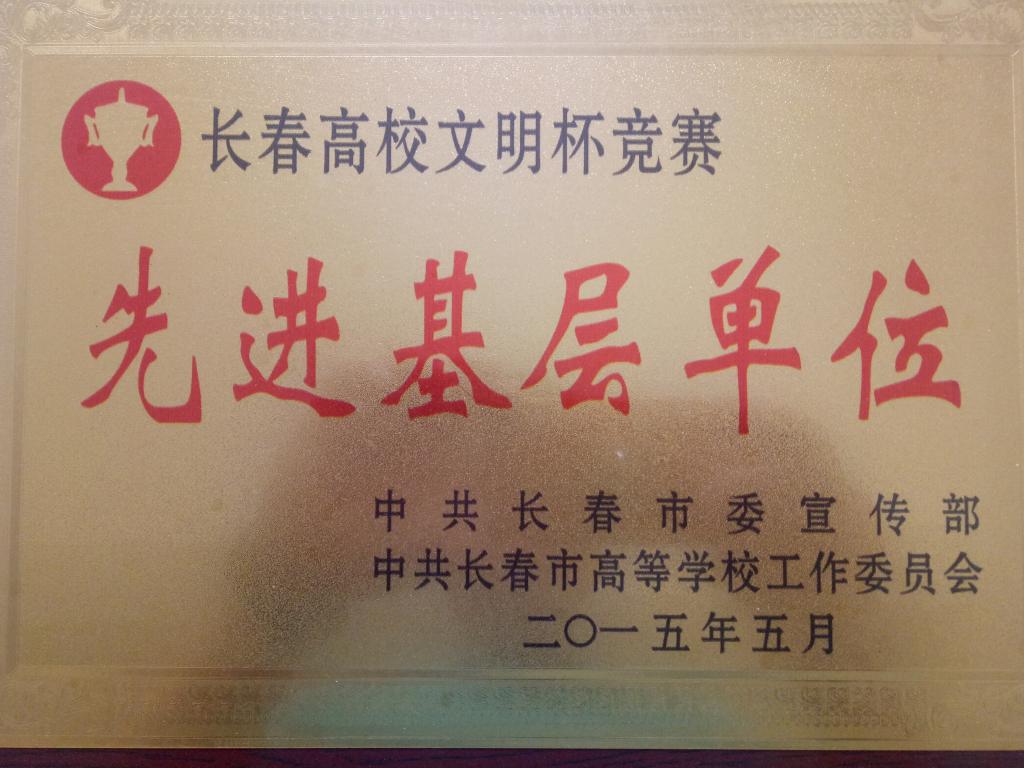 长春高校文明杯竞赛
先进基层单位
中共长春市委宣传部
中共长春市高等学校工作委员会
二〇一五年五月